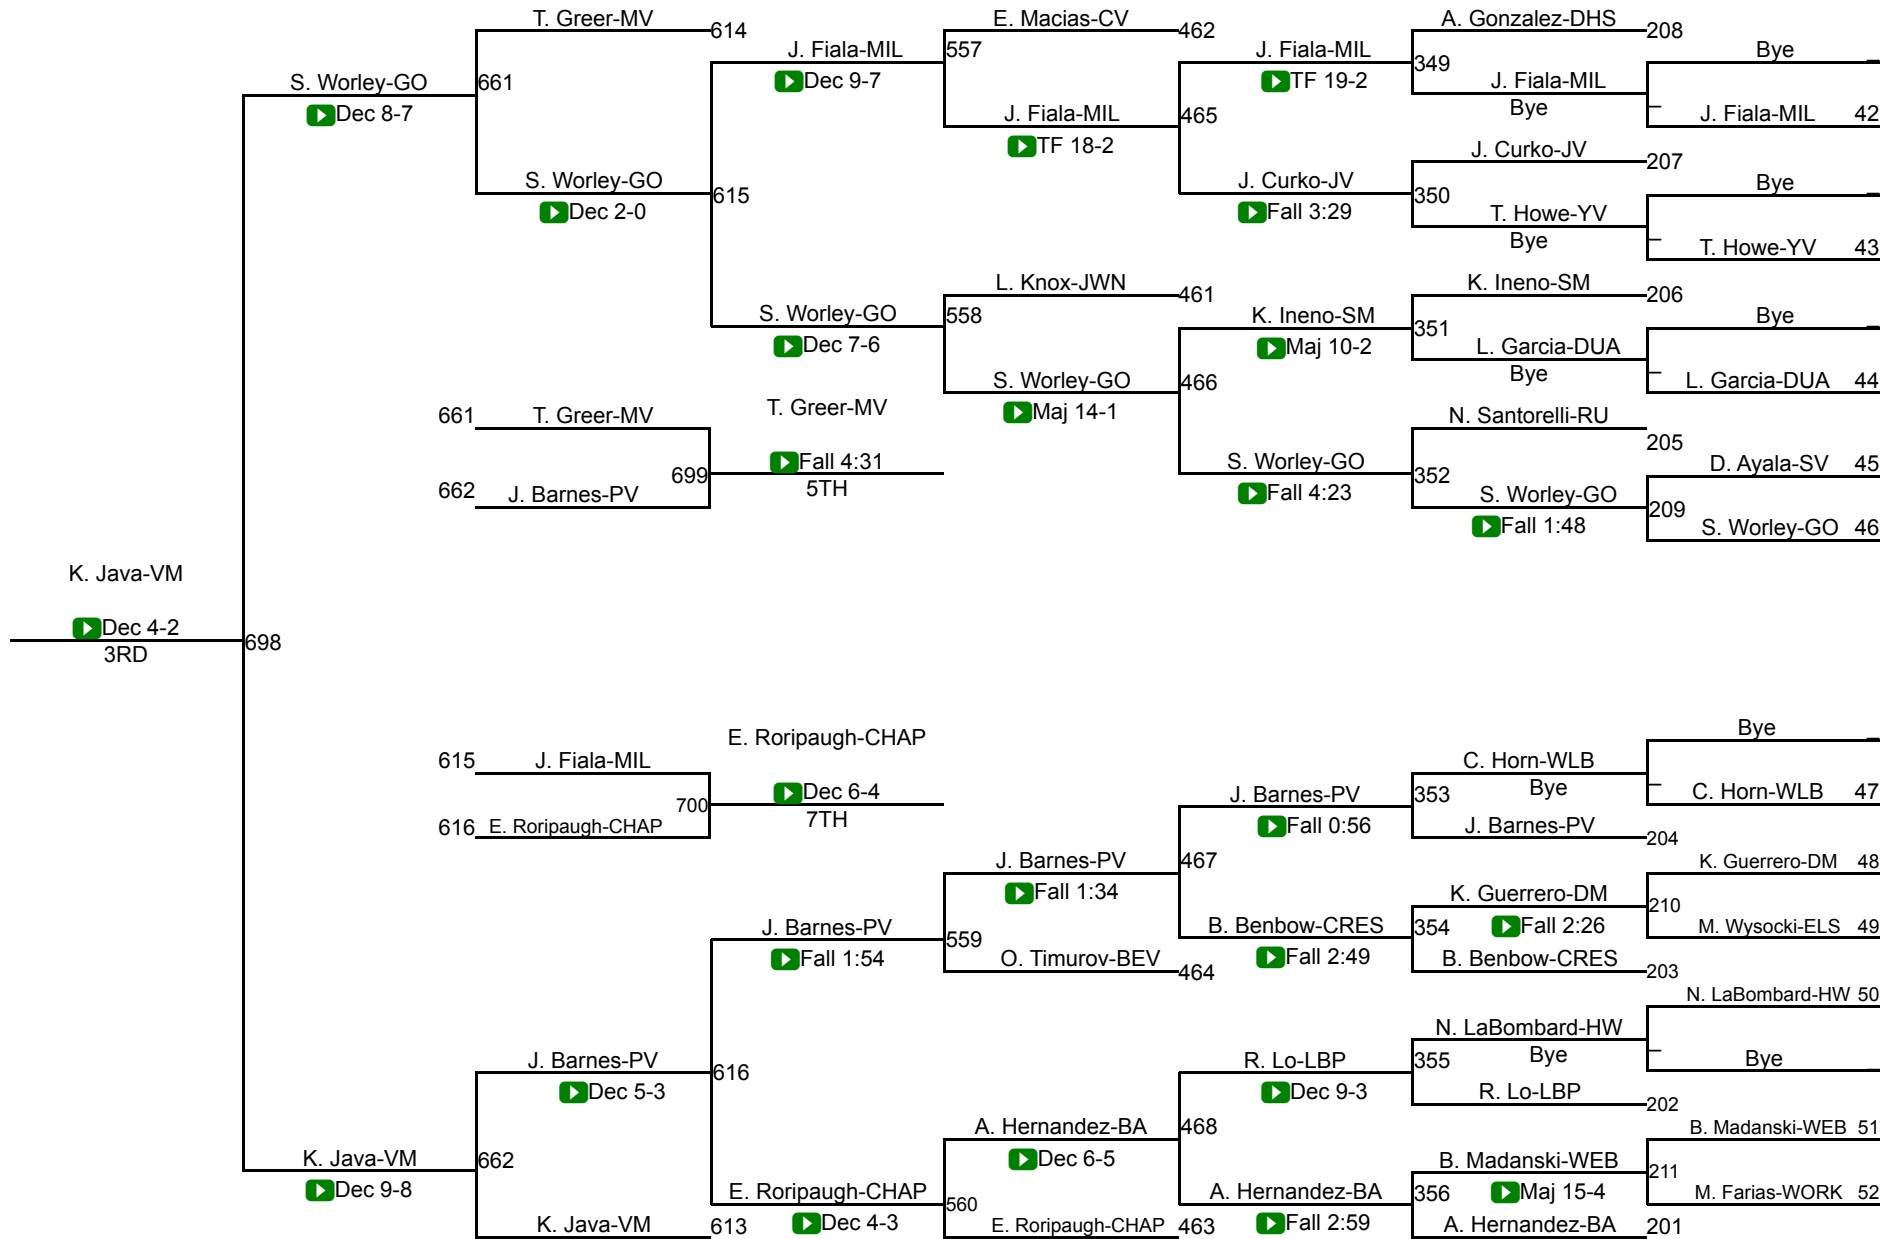 T. Greer-MV
614
E. Macias-CV
462
A. Gonzalez-DHS
208
J. Fiala-MIL
557
J. Fiala-MIL
349
Bye
S. Worley-GO
661
Dec 9-7
TF 19-2
J. Fiala-MIL
Bye
Dec 8-7
J. Fiala-MIL
465
J. Fiala-MIL 42
TF 18-2
J. Curko-JV
207
S. Worley-GO
615
J. Curko-JV
350
Bye
Dec 2-0
Fall 3:29
T. Howe-YV
Bye
T. Howe-YV 43
L. Knox-JWN
461
K. Ineno-SM
206
S. Worley-GO
558
K. Ineno-SM
351
Bye
Dec 7-6
Maj 10-2
L. Garcia-DUA
Bye
S. Worley-GO
466
L. Garcia-DUA 44
661
T. Greer-MV
T. Greer-MV
Maj 14-1
N. Santorelli-RU
205
Fall 4:31
S. Worley-GO
D. Ayala-SV 45
662
J. Barnes-PV
699
5TH
Fall 4:23
352
S. Worley-GO
209
Fall 1:48
S. Worley-GO 46
K. Java-VM
Dec 4-2
3RD
698
E. Roripaugh-CHAP
Bye
615
J. Fiala-MIL
C. Horn-WLB
Dec 6-4
J. Barnes-PV
353
Bye
C. Horn-WLB 47
616
E. Roripaugh-CHAP
700
7TH
Fall 0:56
J. Barnes-PV
204
J. Barnes-PV
467
K. Guerrero-DM 48
Fall 1:34
K. Guerrero-DM
210
J. Barnes-PV
559
B. Benbow-CRES
354
Fall 2:26
M. Wysocki-ELS 49
Fall 1:54
O. Timurov-BEV
464
Fall 2:49
B. Benbow-CRES
203
N. LaBombard-HW 50
N. LaBombard-HW
J. Barnes-PV
616
R. Lo-LBP
355
Bye
Bye
Dec 5-3
Dec 9-3
R. Lo-LBP
202
A. Hernandez-BA
468
B. Madanski-WEB 51
K. Java-VM
662
Dec 6-5
B. Madanski-WEB
211
Dec 9-8
E. Roripaugh-CHAP
560
A. Hernandez-BA
356
Maj 15-4
M. Farias-WORK 52
K. Java-VM
613
Dec 4-3
E. Roripaugh-CHAP
463
Fall 2:59
A. Hernandez-BA
201